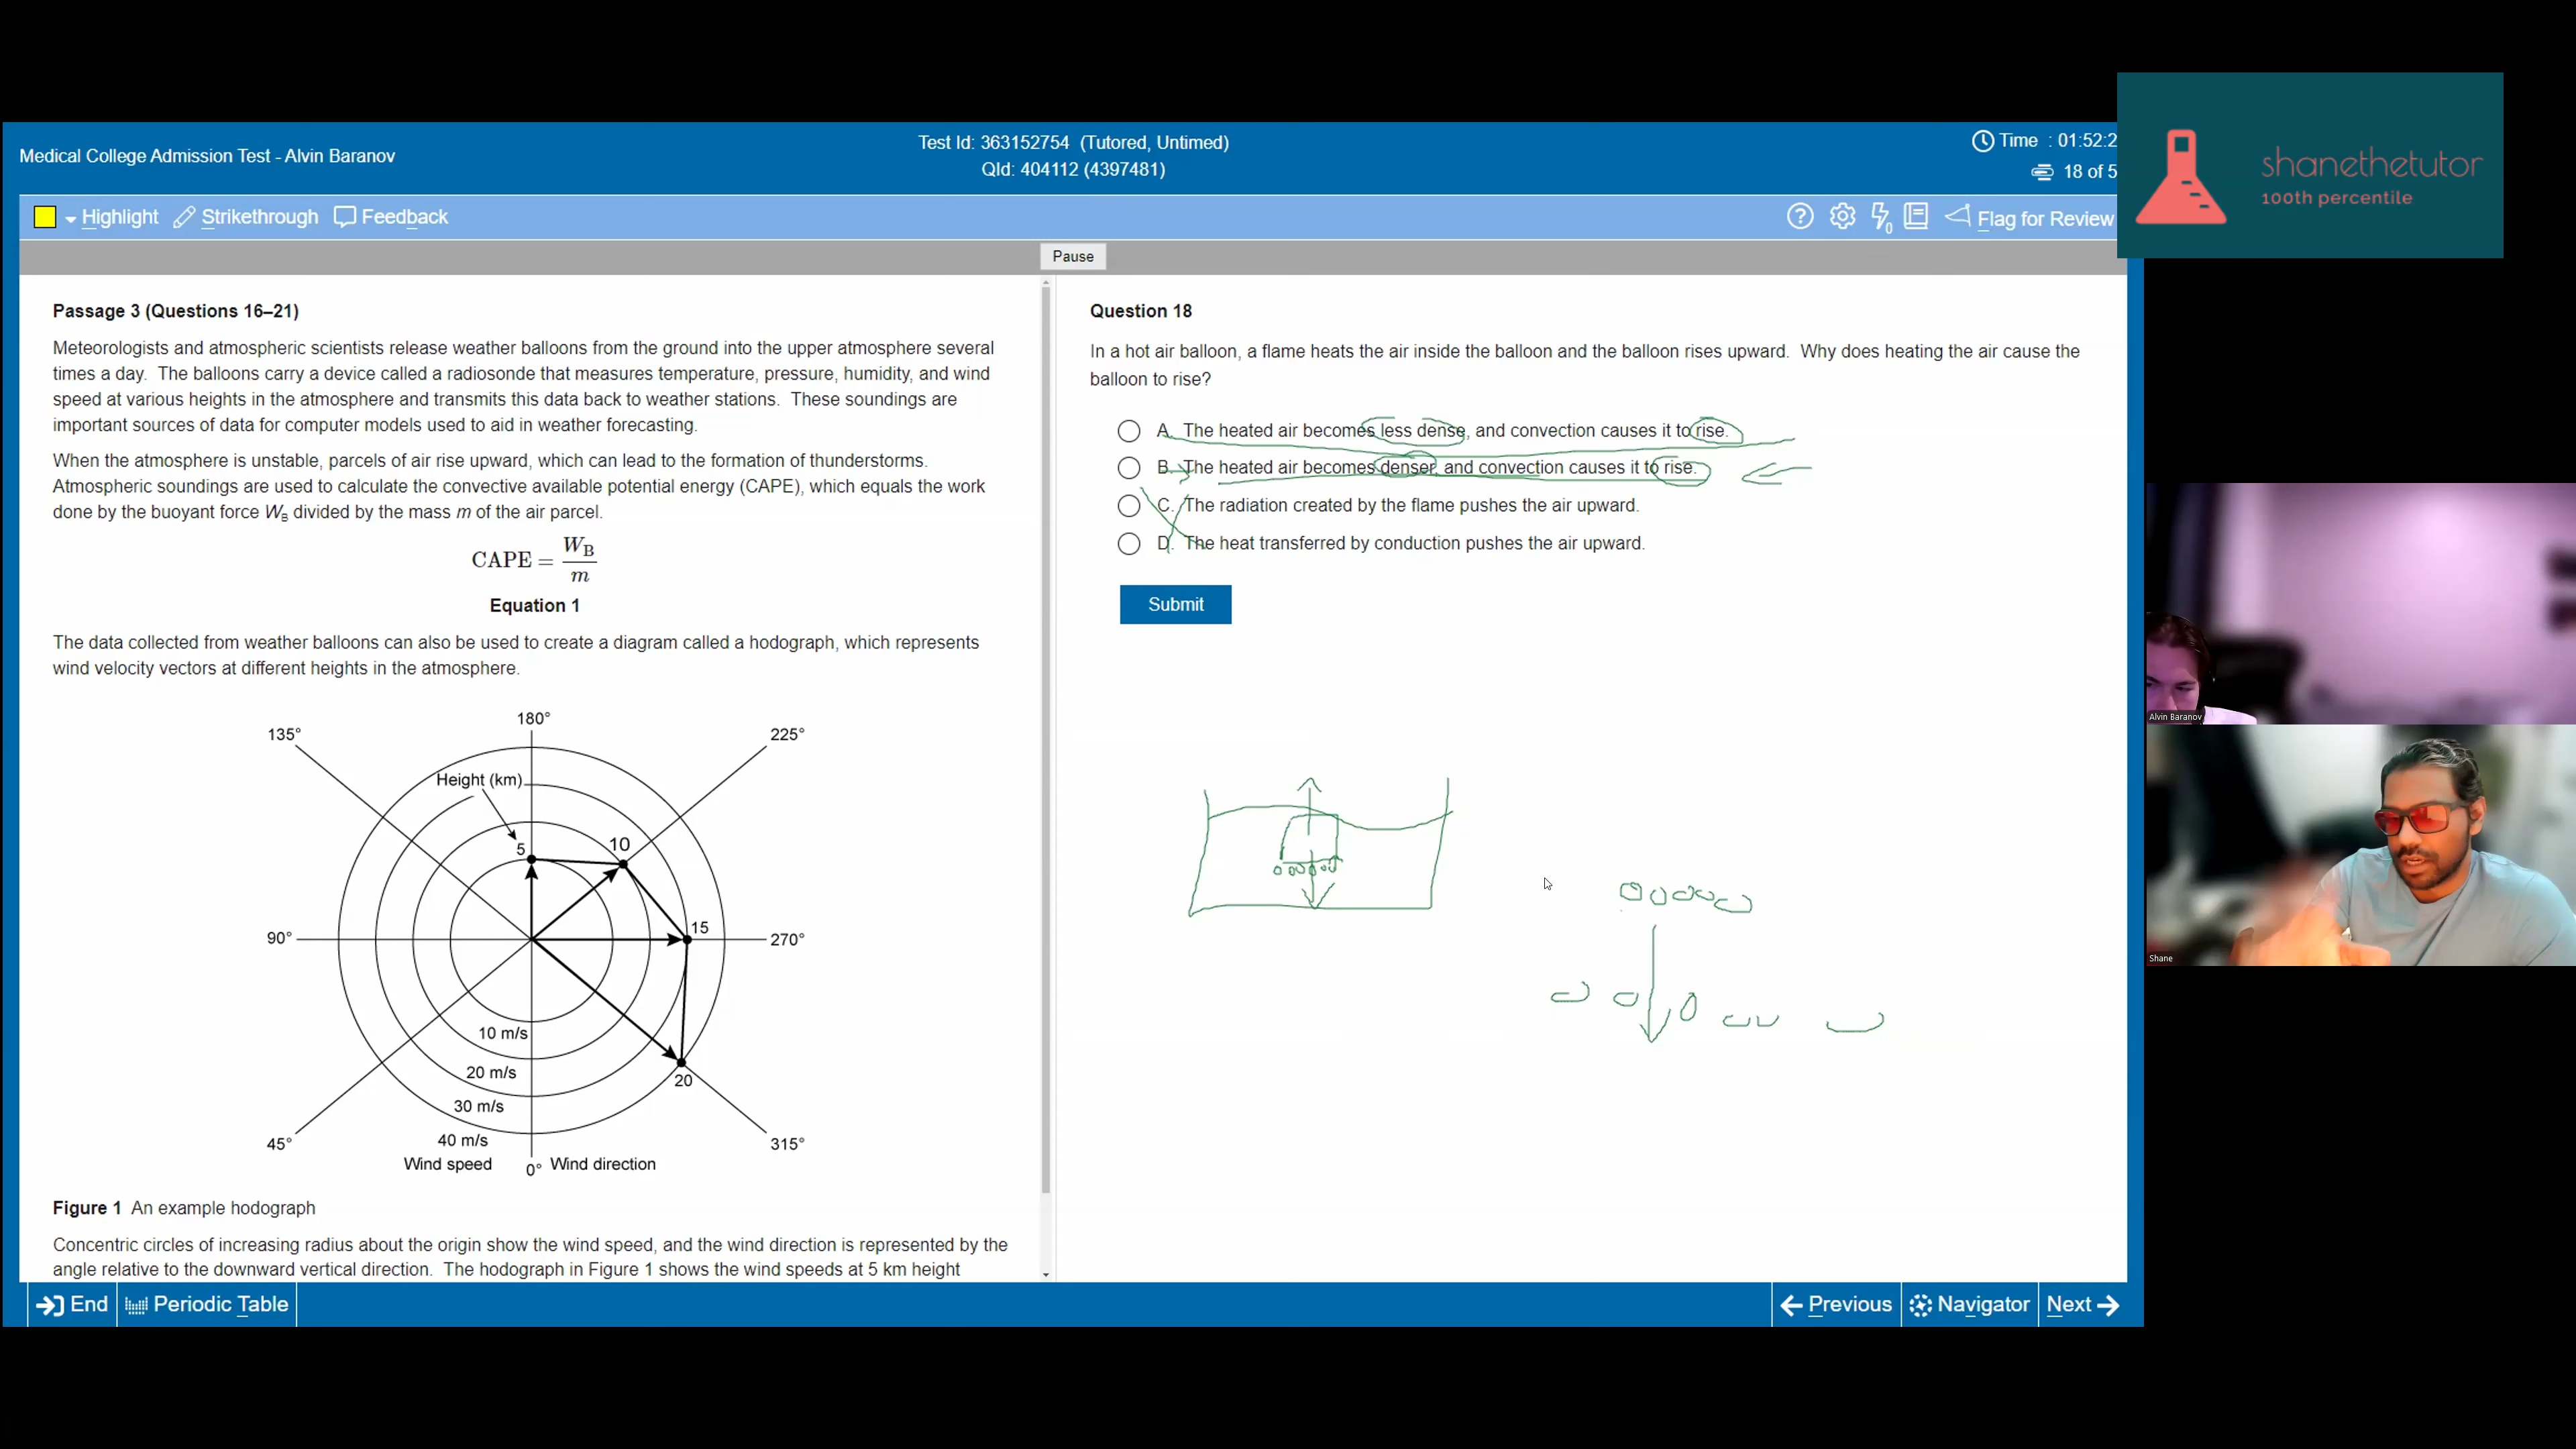 Medical College Admission Test - Alvin Baranov
Test Id: 363152754 (Tutored, Untimed)
QId: 404112 (4397481)
Time : 01:52:2
18 of 5
shanethetutor
100th percentile
Highlight
Strikethrough
Feedback
Flag for Review
Pause
Passage 3 (Questions 16–21)
Meteorologists and atmospheric scientists release weather balloons from the ground into the upper atmosphere several
times a day. The balloons carry a device called a radiosonde that measures temperature, pressure, humidity, and wind
speed at various heights in the atmosphere and transmits this data back to weather stations. These soundings are
important sources of data for computer models used to aid in weather forecasting.
When the atmosphere is unstable, parcels of air rise upward, which can lead to the formation of thunderstorms.
Atmospheric soundings are used to calculate the convective available potential energy (CAPE), which equals the work
done by the buoyant force WB divided by the mass m of the air parcel.
CAPE = WB / m
Equation 1
The data collected from weather balloons can also be used to create a diagram called a hodograph, which represents
wind velocity vectors at different heights in the atmosphere.
180°
135°
225°
Height (km)
5
10
15
90°
270°
20
10 m/s
20 m/s
30 m/s
40 m/s
45°
315°
Wind speed
0°
Wind direction
Figure 1 An example hodograph
Concentric circles of increasing radius about the origin show the wind speed, and the wind direction is represented by the
angle relative to the downward vertical direction. The hodograph in Figure 1 shows the wind speeds at 5 km height
Question 18
In a hot air balloon, a flame heats the air inside the balloon and the balloon rises upward. Why does heating the air cause the
balloon to rise?
A. The heated air becomes less dense, and convection causes it to rise.
B. The heated air becomes denser, and convection causes it to rise.
C. The radiation created by the flame pushes the air upward.
D. The heat transferred by conduction pushes the air upward.
Submit
Alvin Baranov
Shane
End
Periodic Table
Previous
Navigator
Next